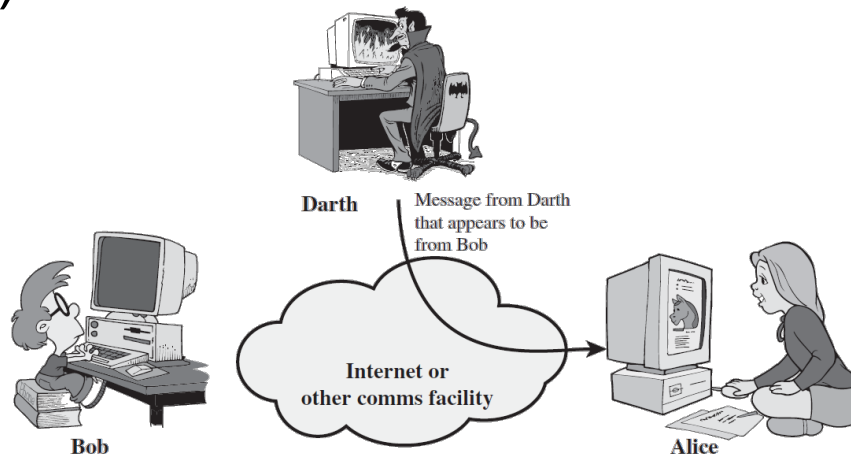 )
Darth
Message from Darth
that appears to be
from Bob
Internet or
other comms facility
Bob
Alice